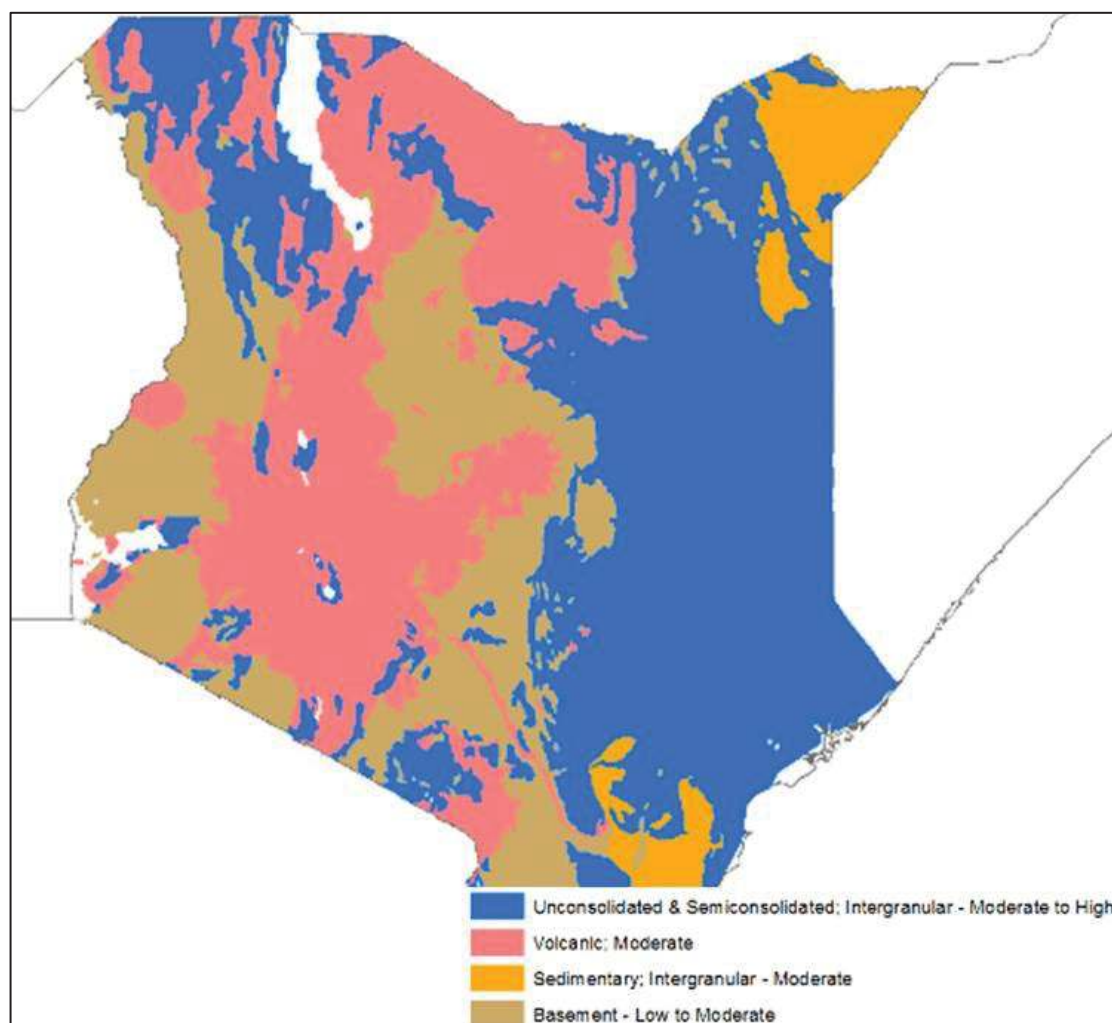 Unconsolidated & Semiconsolidated; Intergranular - Moderate to High
Volcanic; Moderate
Sedimentary; Intergranular - Moderate
Basement - Low to Moderate